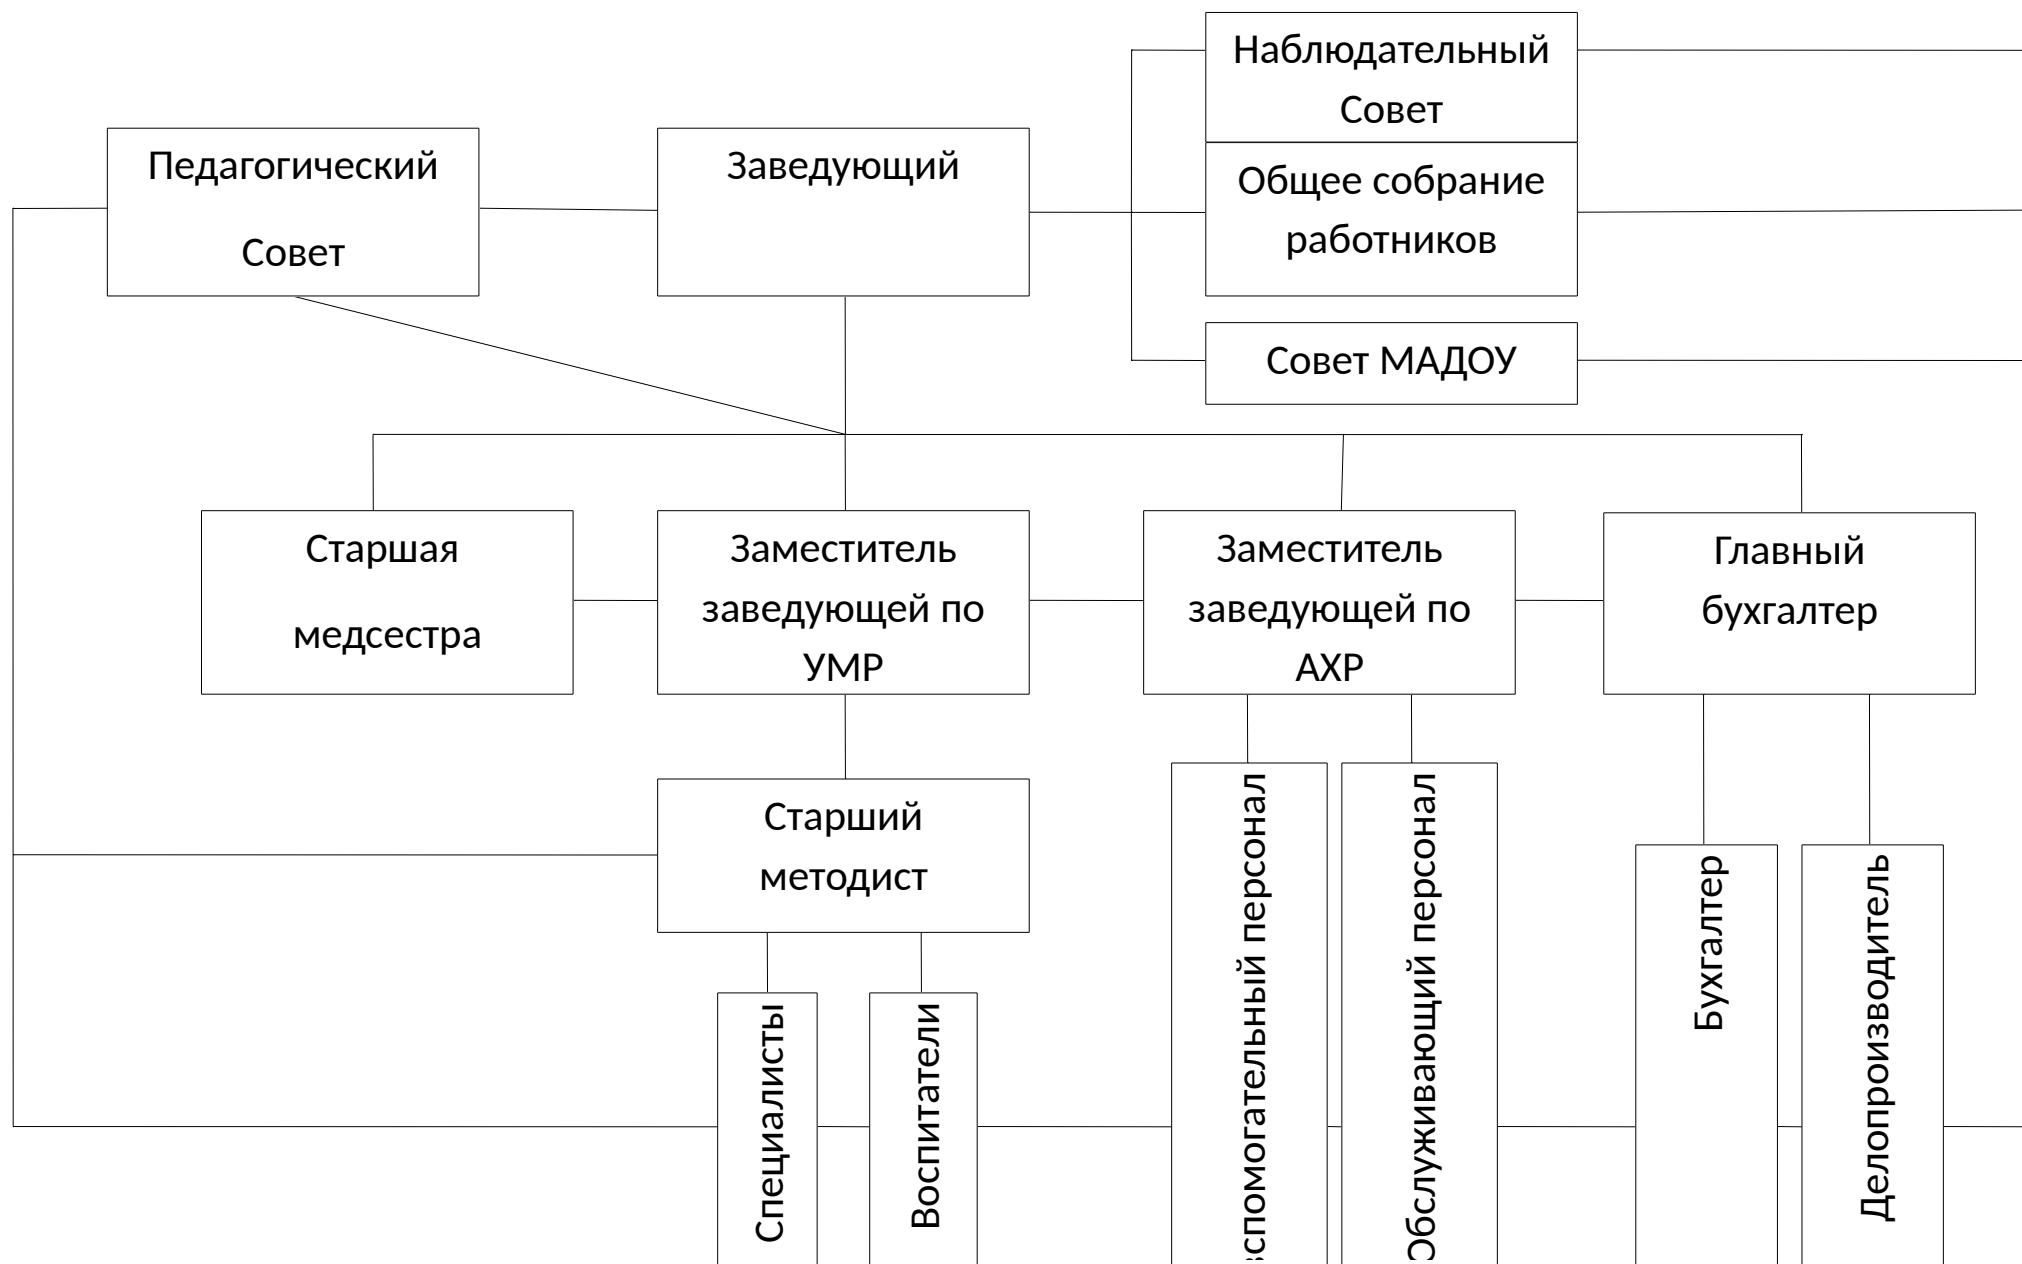 Наблюдательный
Совет
Педагогический
Совет
Заведующий
Общее собрание
работников
Совет МАДОУ
Старшая
медсестра
Заместитель
заведующей по
УМР
Заместитель
заведующей по
АХР
Главный
бухгалтер
Старший
методист
Специалисты
Воспитатели
персонал
Обслуживающий персонал
Бухгалтер
Делопроизводитель